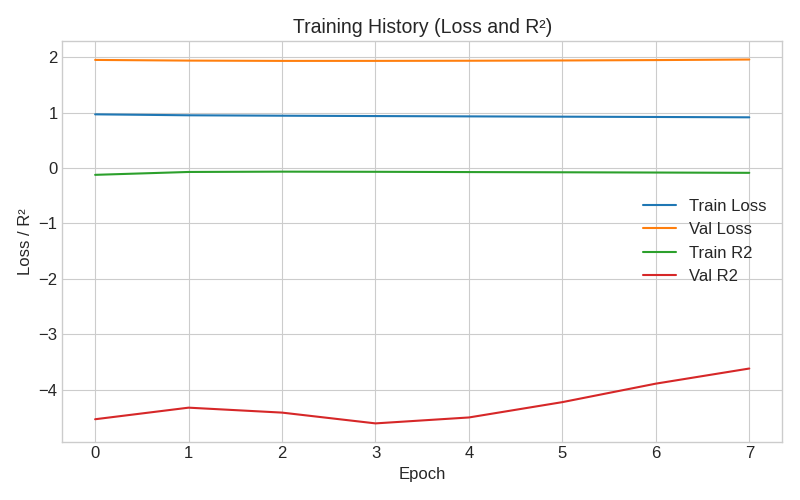 Training History (Loss and R²)
Loss / R²
2
1
0
−1
−2
−3
−4
Train Loss
Val Loss
Train R2
Val R2
0 1 2 3 4 5 6 7
Epoch